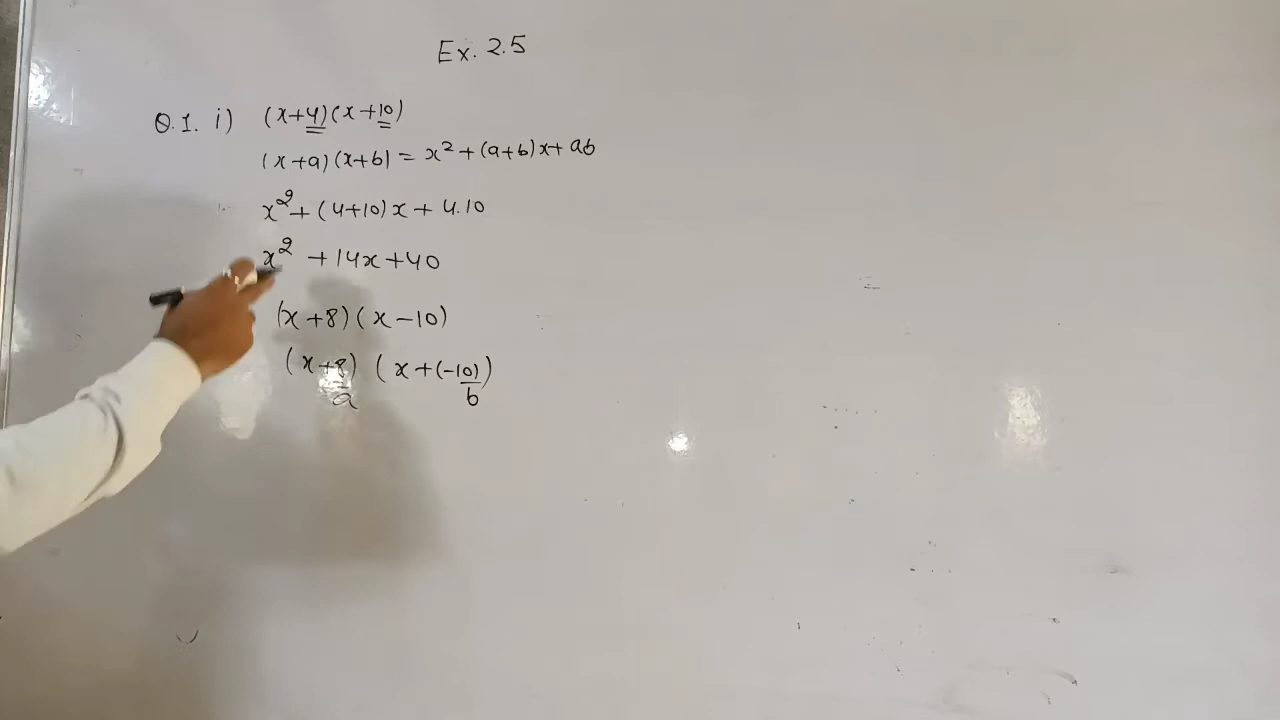 Ex. 2.5
Q.1. i) (x+4)(x+10)
(x+a)(x+b) = x² + (a+b)x + ab
x² + (4+10)x + 4.10
x² + 14x + 40
(x+8)(x-10)
(x+8) (x+(-10))
a b